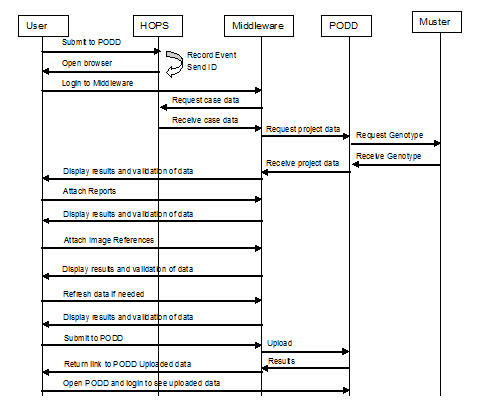 User
HOPS
Middleware
PODD
Muster
Submit to PODD
Record Event
Send ID
Open browser
Login to Middleware
Request case data
Receive case data
Request project data
Request Genotype
Receive Genotype
Receive project data
Display results and validation of data
Attach Reports
Display results and validation of data
Attach Image References
Display results and validation of data
Refresh data if needed
Display results and validation of data
Submit to PODD
Upload
Results
Return link to PODD Uploaded data
Open PODD and login to see uploaded data